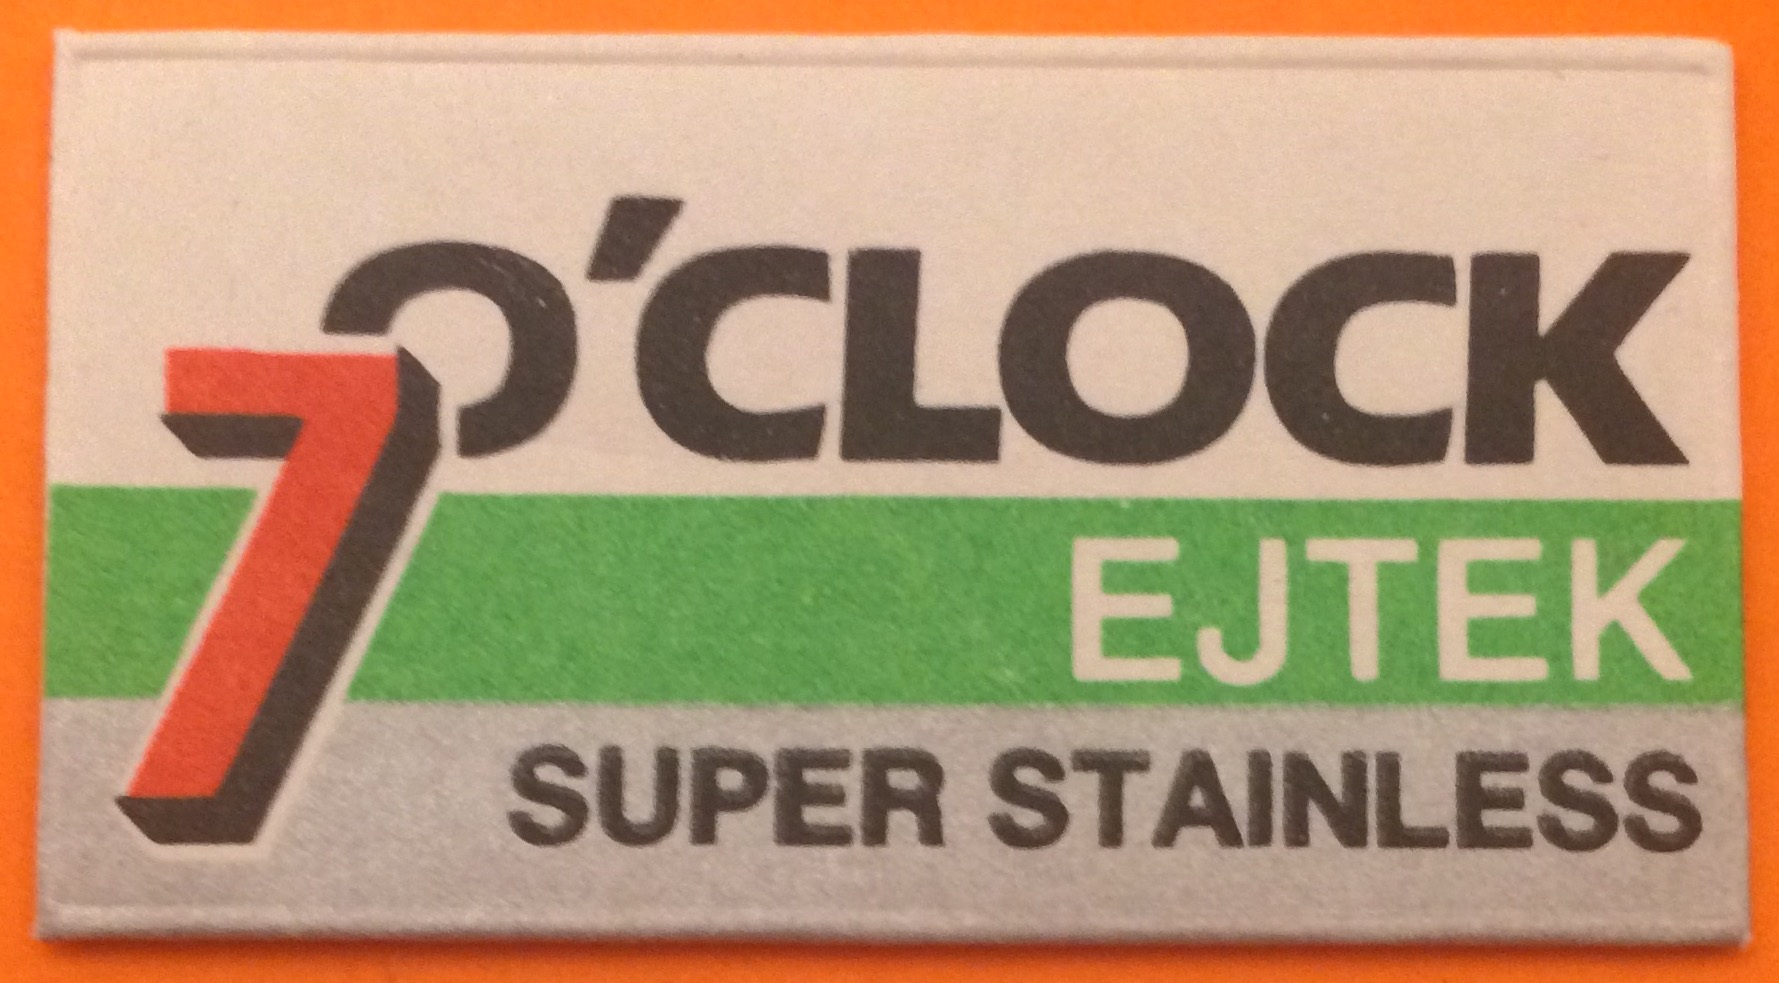 7 O'CLOCK
EJTEK
SUPER STAINLESS